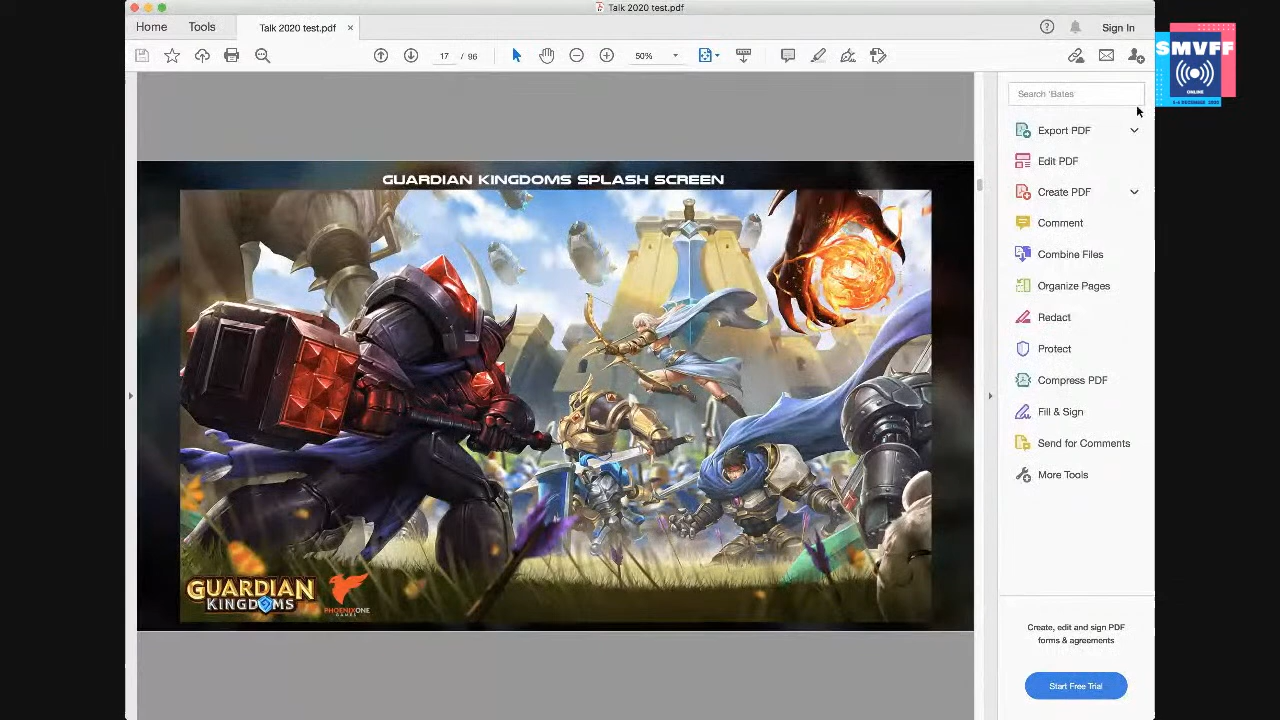 Talk 2020 test.pdf
Home
Tools
Talk 2020 test.pdf
Sign In
17 / 96
50%
SMVFF
ONLINE
Search 'Bates'
Export PDF
Edit PDF
Create PDF
Comment
Combine Files
Organize Pages
Redact
Protect
Compress PDF
Fill & Sign
Send for Comments
More Tools
GUARDIAN KINGDOMS SPLASH SCREEN
GUARDIAN
KINGDOMS
PHOENIXONE
GAMES
Create, edit and sign PDF
forms & agreements
Start Free Trial